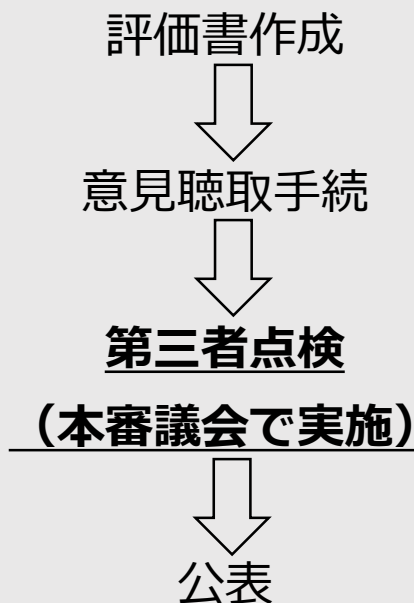 評価書作成
意見聴取手続
第三者点検
（本審議会で実施）
公表